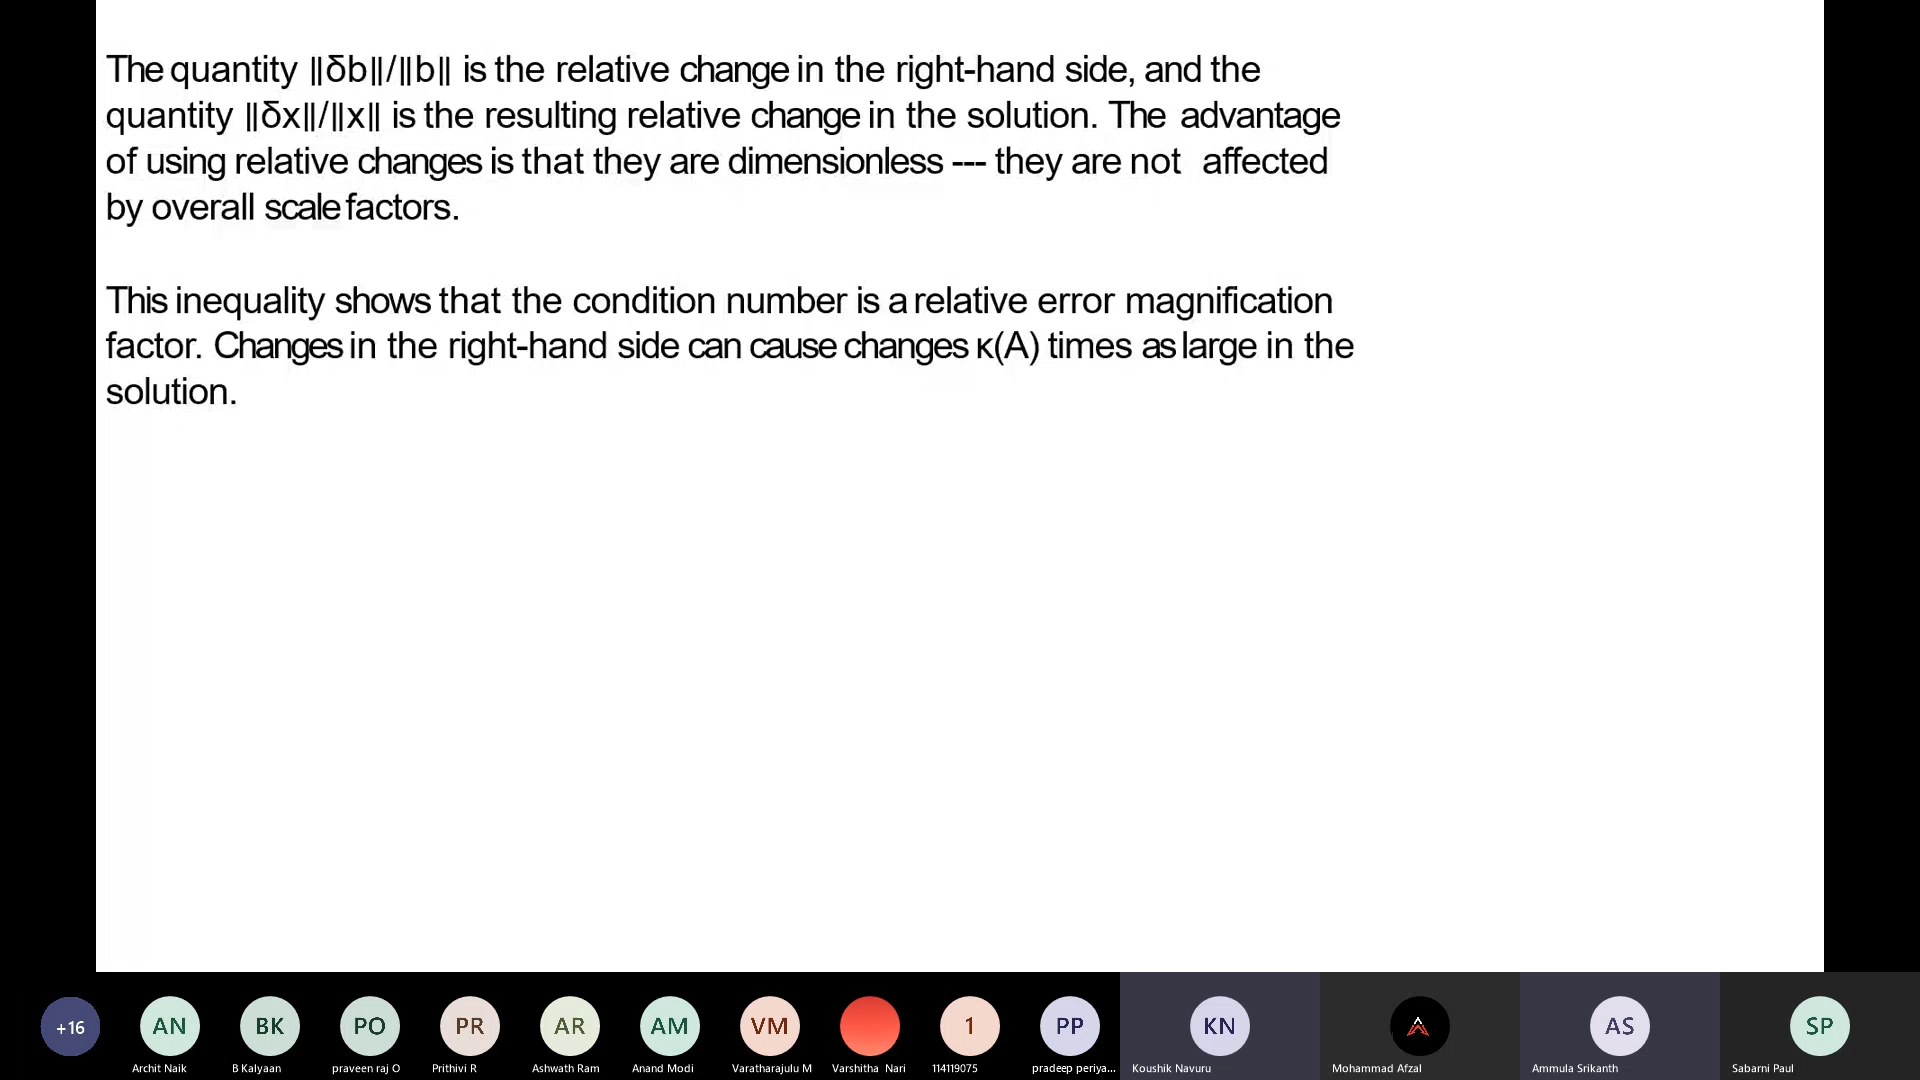 The quantity ‖δb‖/‖b‖ is the relative change in the right-hand side, and the
quantity ‖δx‖/‖x‖ is the resulting relative change in the solution. The advantage
of using relative changes is that they are dimensionless --- they are not affected
by overall scale factors.
This inequality shows that the condition number is a relative error magnification
factor. Changes in the right-hand side can cause changes κ(A) times as large in the
solution.
+16 AN BK PO PR AR AM VM 1 PP KN AS SP
Archit Naik B Kalyaan praveen raj O Prithivi R Ashwath Ram Anand Modi Varatharajulu M Varshitha Nari 114119075 pradeep periya... Koushik Navuru Mohammad Afzal Ammula Srikanth Sabarni Paul